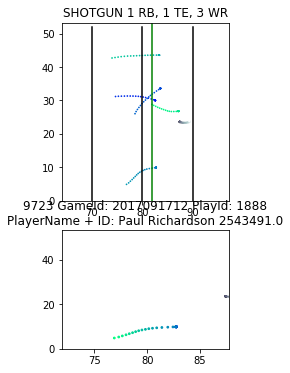 SHOTGUN 1 RB, 1 TE, 3 WR
50
40
30
20
10
0
70 80 90
9723 GameId: 2017091712 PlayId: 1888
PlayerName + ID: Paul Richardson 2543491.0
40
20
0
75 80 85